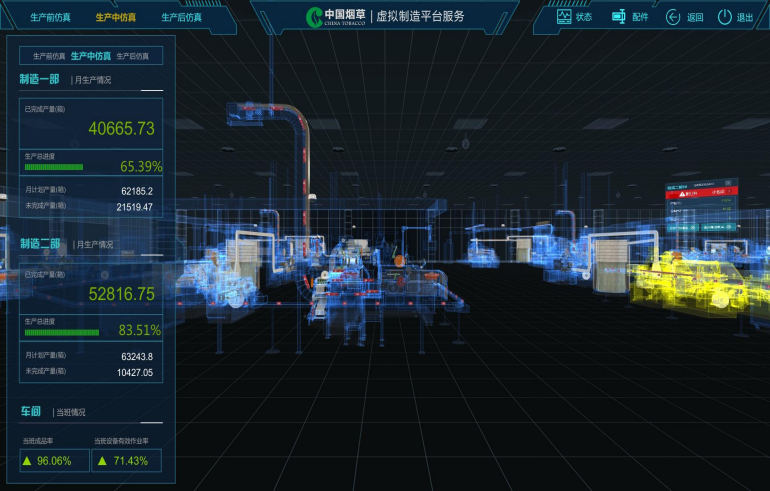 生产前仿真 生产中仿真 生产后仿真
中国烟草 CHINA TOBACCO | 虚拟制造平台服务
状态 配件 返回 退出
生产前仿真 生产中仿真 生产后仿真
制造一部 | 月生产情况
已完成产量(箱)
40665.73
生产总进度
65.39%
月计划产量(箱) 62185.2
未完成产量(箱) 21519.47
制造二部 | 月生产情况
已完成产量(箱)
52816.75
生产总进度
83.51%
月计划产量(箱) 63243.8
未完成产量(箱) 10427.05
车间 | 当班情况
当班成品率 当班设备有效作业率
▲ 96.06% ▲ 71.43%